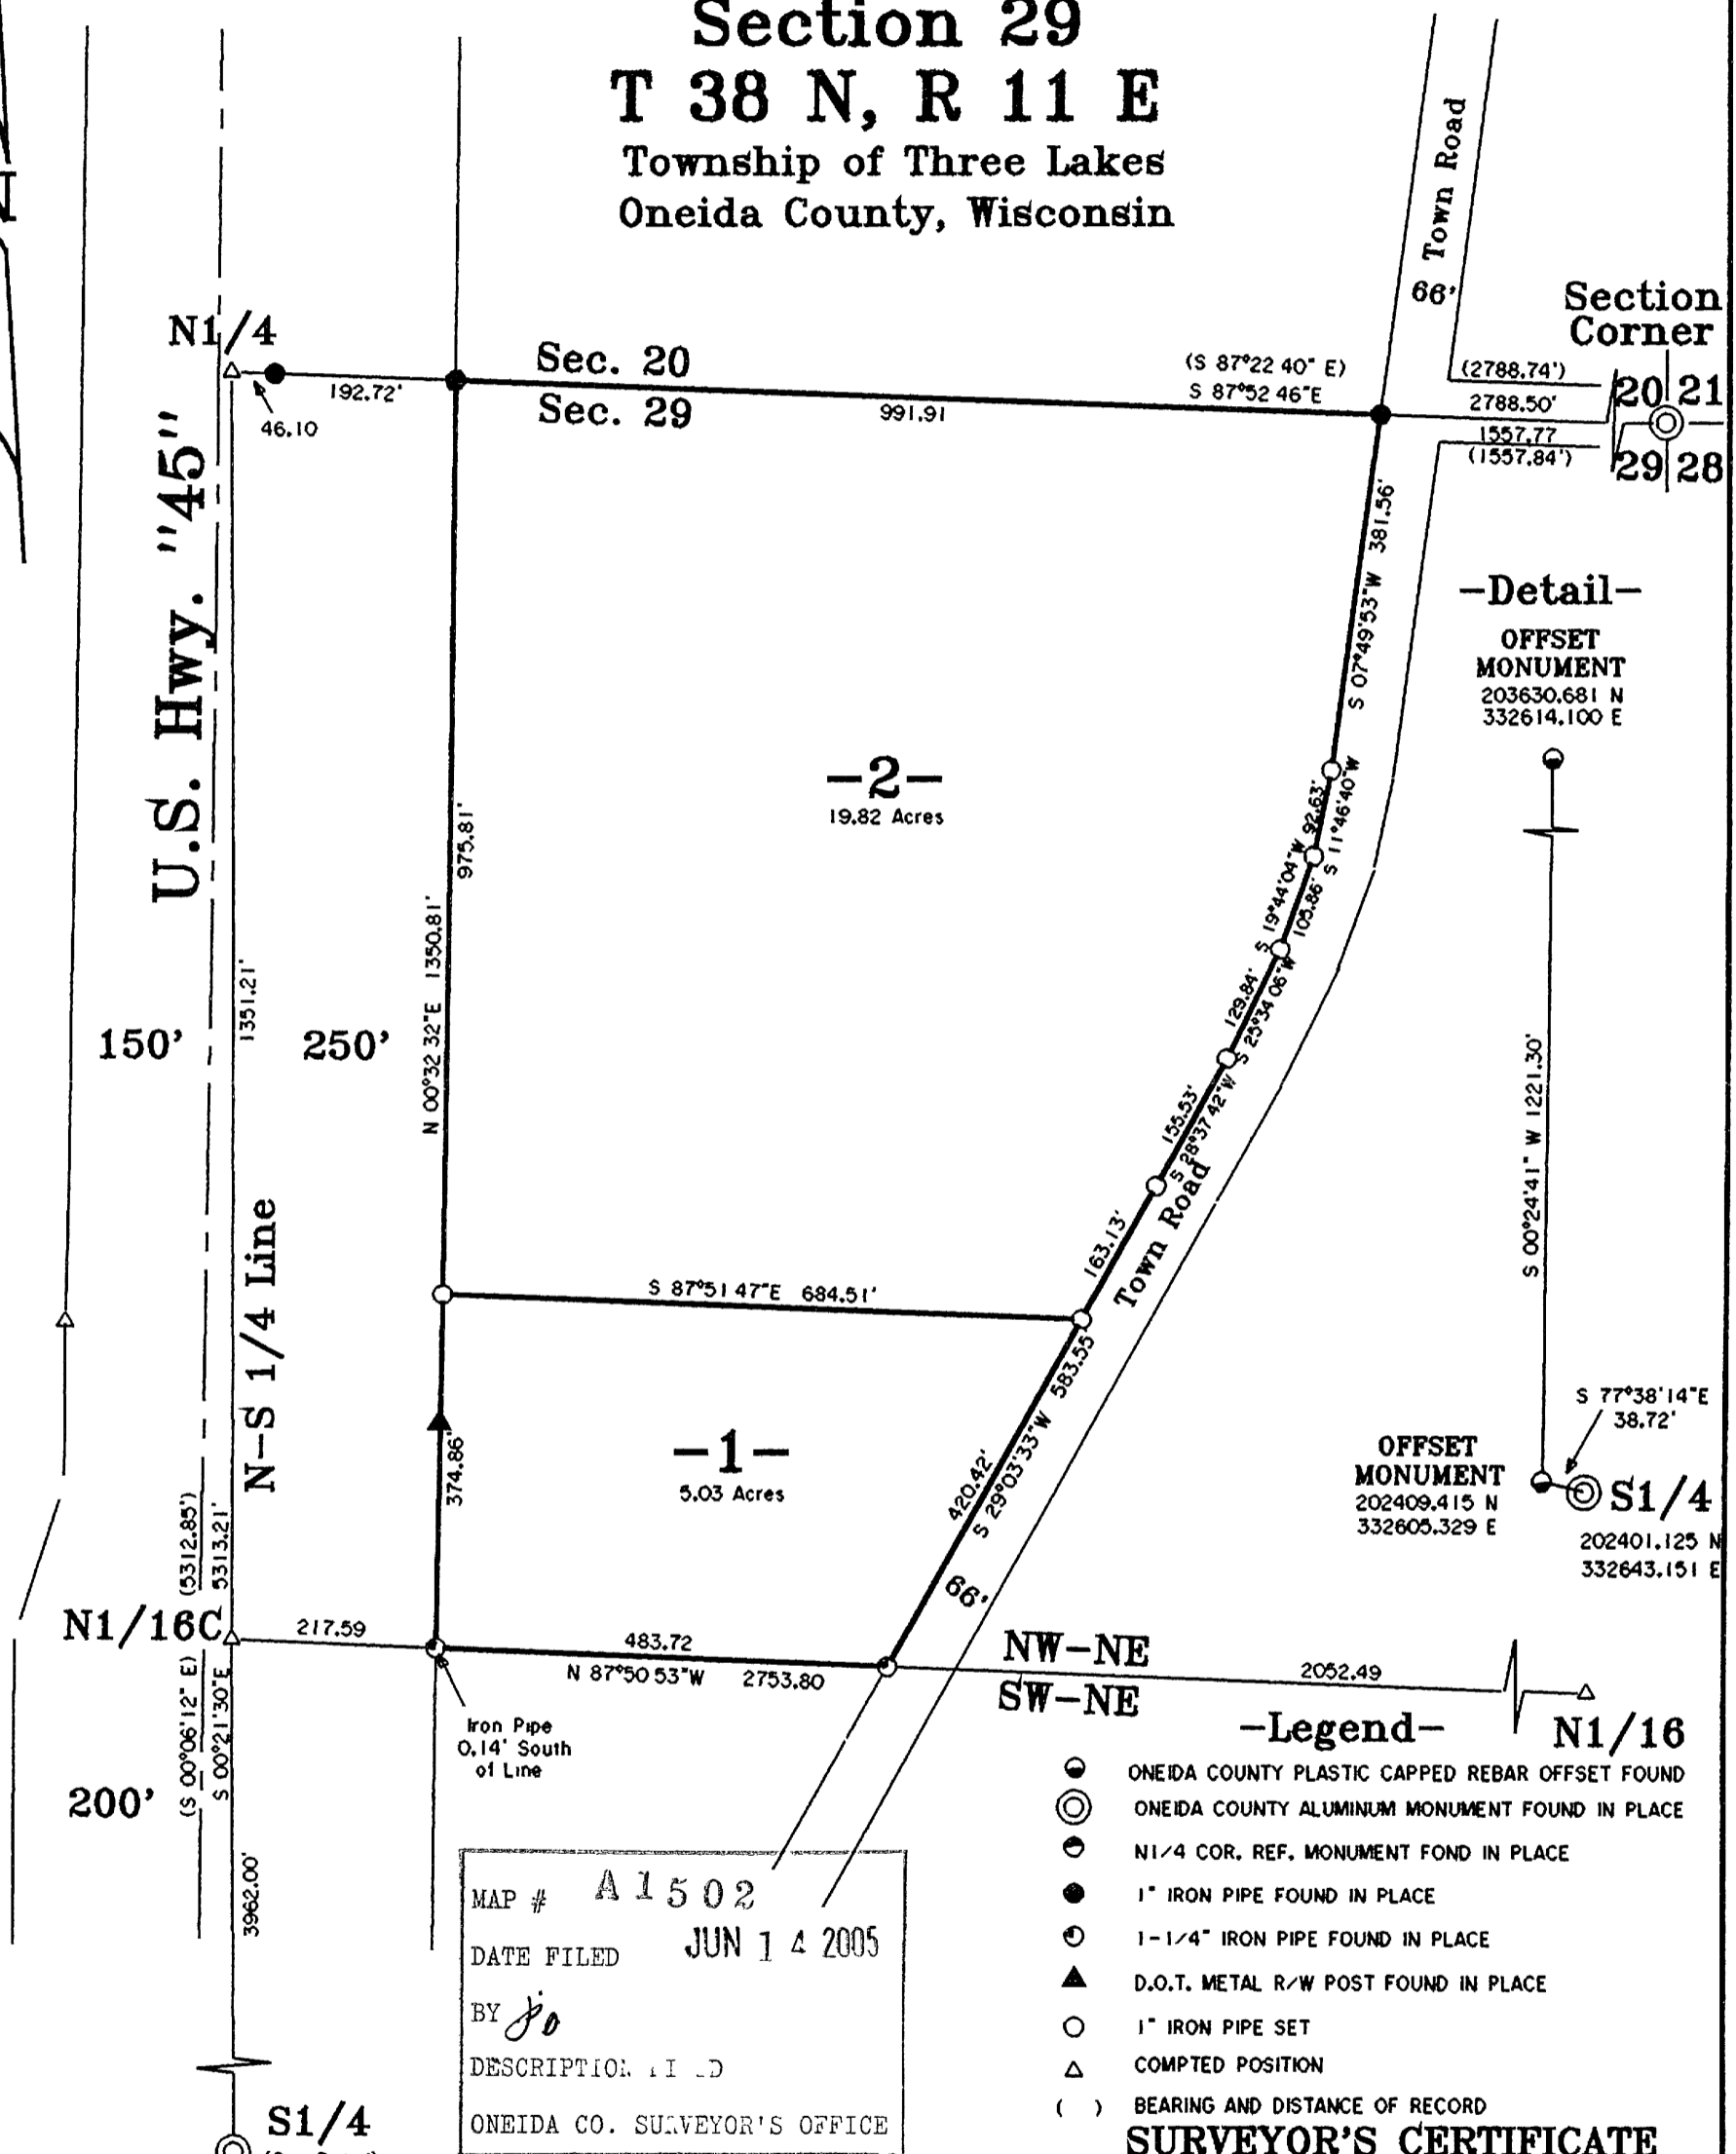 Section 29
T 38 N, R 11 E
Township of Three Lakes
Oneida County, Wisconsin
Town Road
66'
Section
Corner
N1/4
Sec. 20
(S 87°22 40" E)
(2788.74')
20 21
192.72'
S 87°52 46"E
2788.50'
46.10
Sec. 29
991.91
1557.77
(1557.84')
29 28
U.S. Hwy. "45"
S 07°49'53"W 381.56'
-Detail-
OFFSET
MONUMENT
203630.681 N
332614.100 E
-2-
19.82 Acres
975.81'
92.63'
S 11°46'40"W
S 19°44'04"W
105.86'
N 00°32 32"E 1350.81'
1351.21'
129.84'
S 25°34 06"W
150'
250'
155.53'
S 28°37 42"W
S 00°24'41" W 1221.30'
163.13'
Town Road
N-S 1/4 Line
S 87°51 47"E 684.51'
583.55
S 29°03'33"W
420.42'
S 77°38'14"E
38.72'
-1-
5.03 Acres
374.86'
OFFSET
MONUMENT
202409.415 N
332605.329 E
S1/4
202401.125 N
332643.151 E
(5312.85')
5313.21'
66'
N1/16C
217.59
483.72
NW-NE
2052.49
N 87°50 53"W 2753.80
SW-NE
(S 00°06'12" E)
S 00°21'30"E
Iron Pipe
0.14' South
of Line
N1/16
200'
3962.00'
-Legend-
ONEIDA COUNTY PLASTIC CAPPED REBAR OFFSET FOUND
ONEIDA COUNTY ALUMINUM MONUMENT FOUND IN PLACE
N1/4 COR. REF. MONUMENT FOND IN PLACE
1" IRON PIPE FOUND IN PLACE
1-1/4" IRON PIPE FOUND IN PLACE
D.O.T. METAL R/W POST FOUND IN PLACE
1" IRON PIPE SET
COMPTED POSITION
( ) BEARING AND DISTANCE OF RECORD
MAP # A1502
DATE FILED JUN 14 2005
BY
DESCRIPTION
ONEIDA CO. SURVEYOR'S OFFICE
S1/4
SURVEYOR'S CERTIFICATE